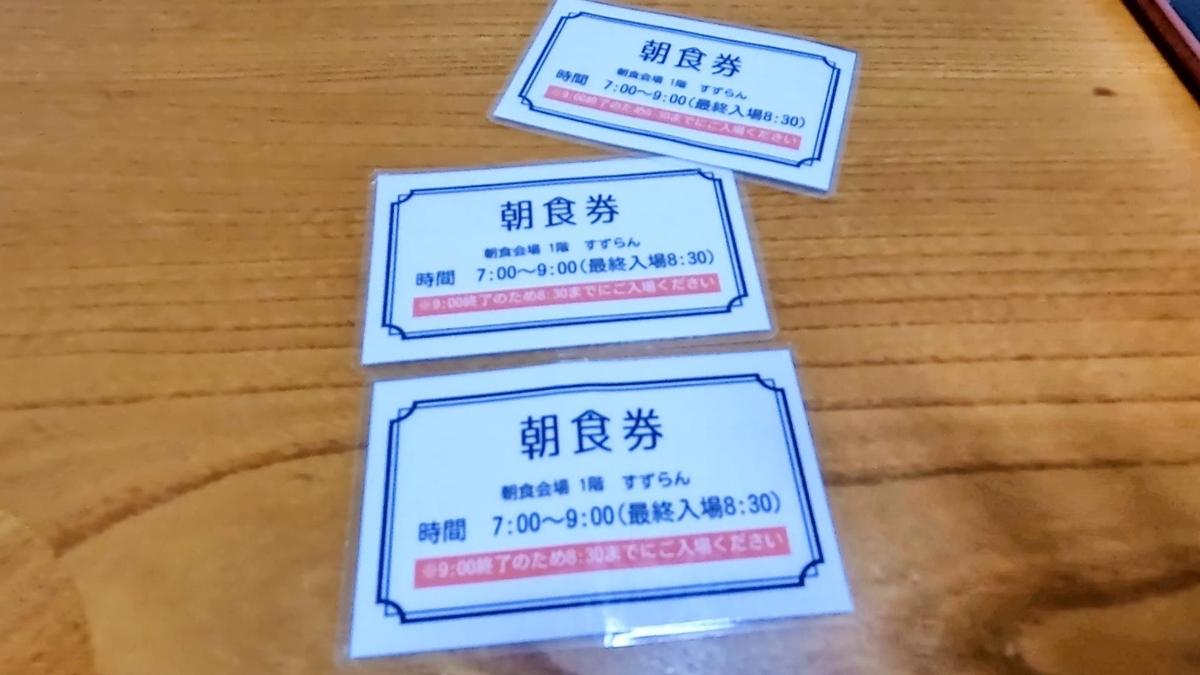 朝食券
朝食会場 1階 すずらん
時間 7:00～9:00(最終入場8:30)
※9:00終了のため8:30までにご入場ください
朝食券
朝食会場 1階 すずらん
時間 7:00～9:00(最終入場8:30)
※9:00終了のため8:30までにご入場ください
朝食券
朝食会場 1階 すずらん
時間 7:00～9:00(最終入場8:30)
※9:00終了のため8:30までにご入場ください